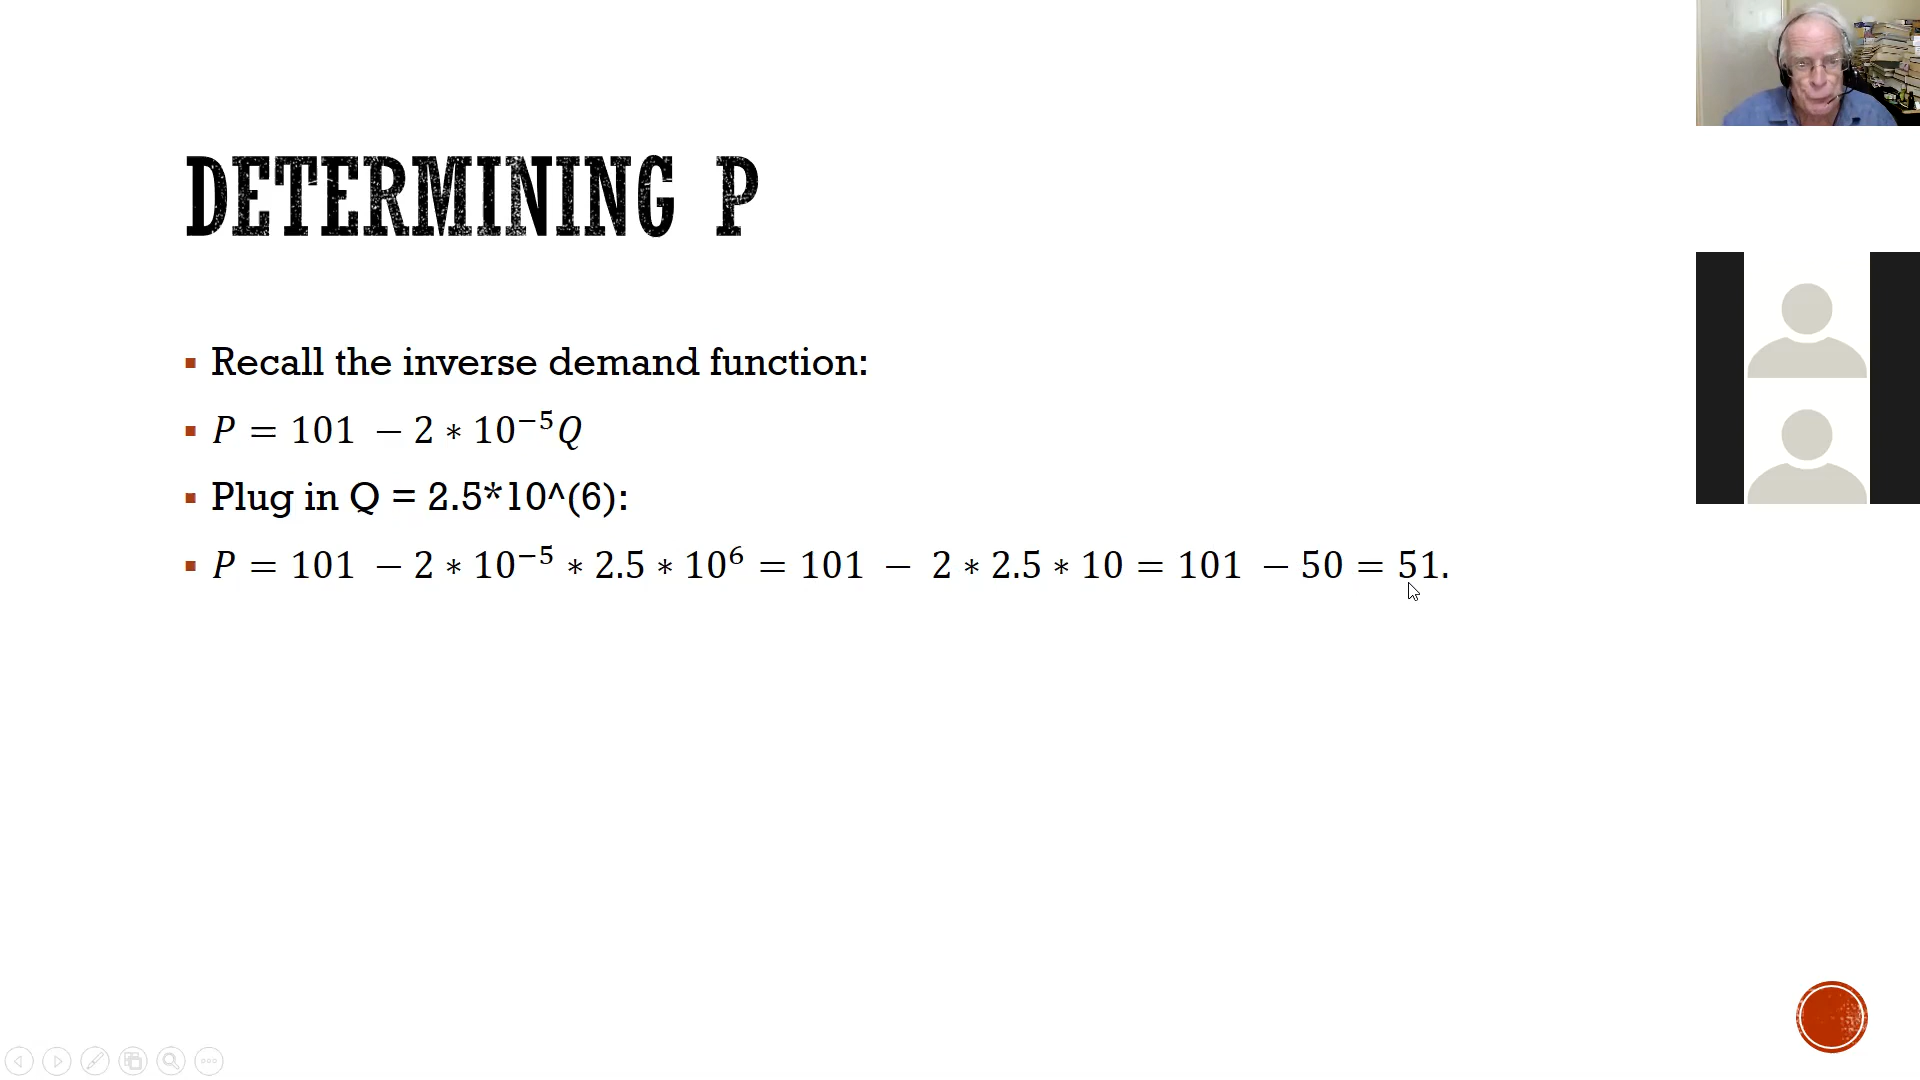 DETERMINING P
Recall the inverse demand function:
P = 101 − 2 ∗ 10⁻⁵Q
Plug in Q = 2.5*10^(6):
P = 101 − 2 ∗ 10⁻⁵ ∗ 2.5 ∗ 10⁶ = 101 − 2 ∗ 2.5 ∗ 10 = 101 − 50 = 51.